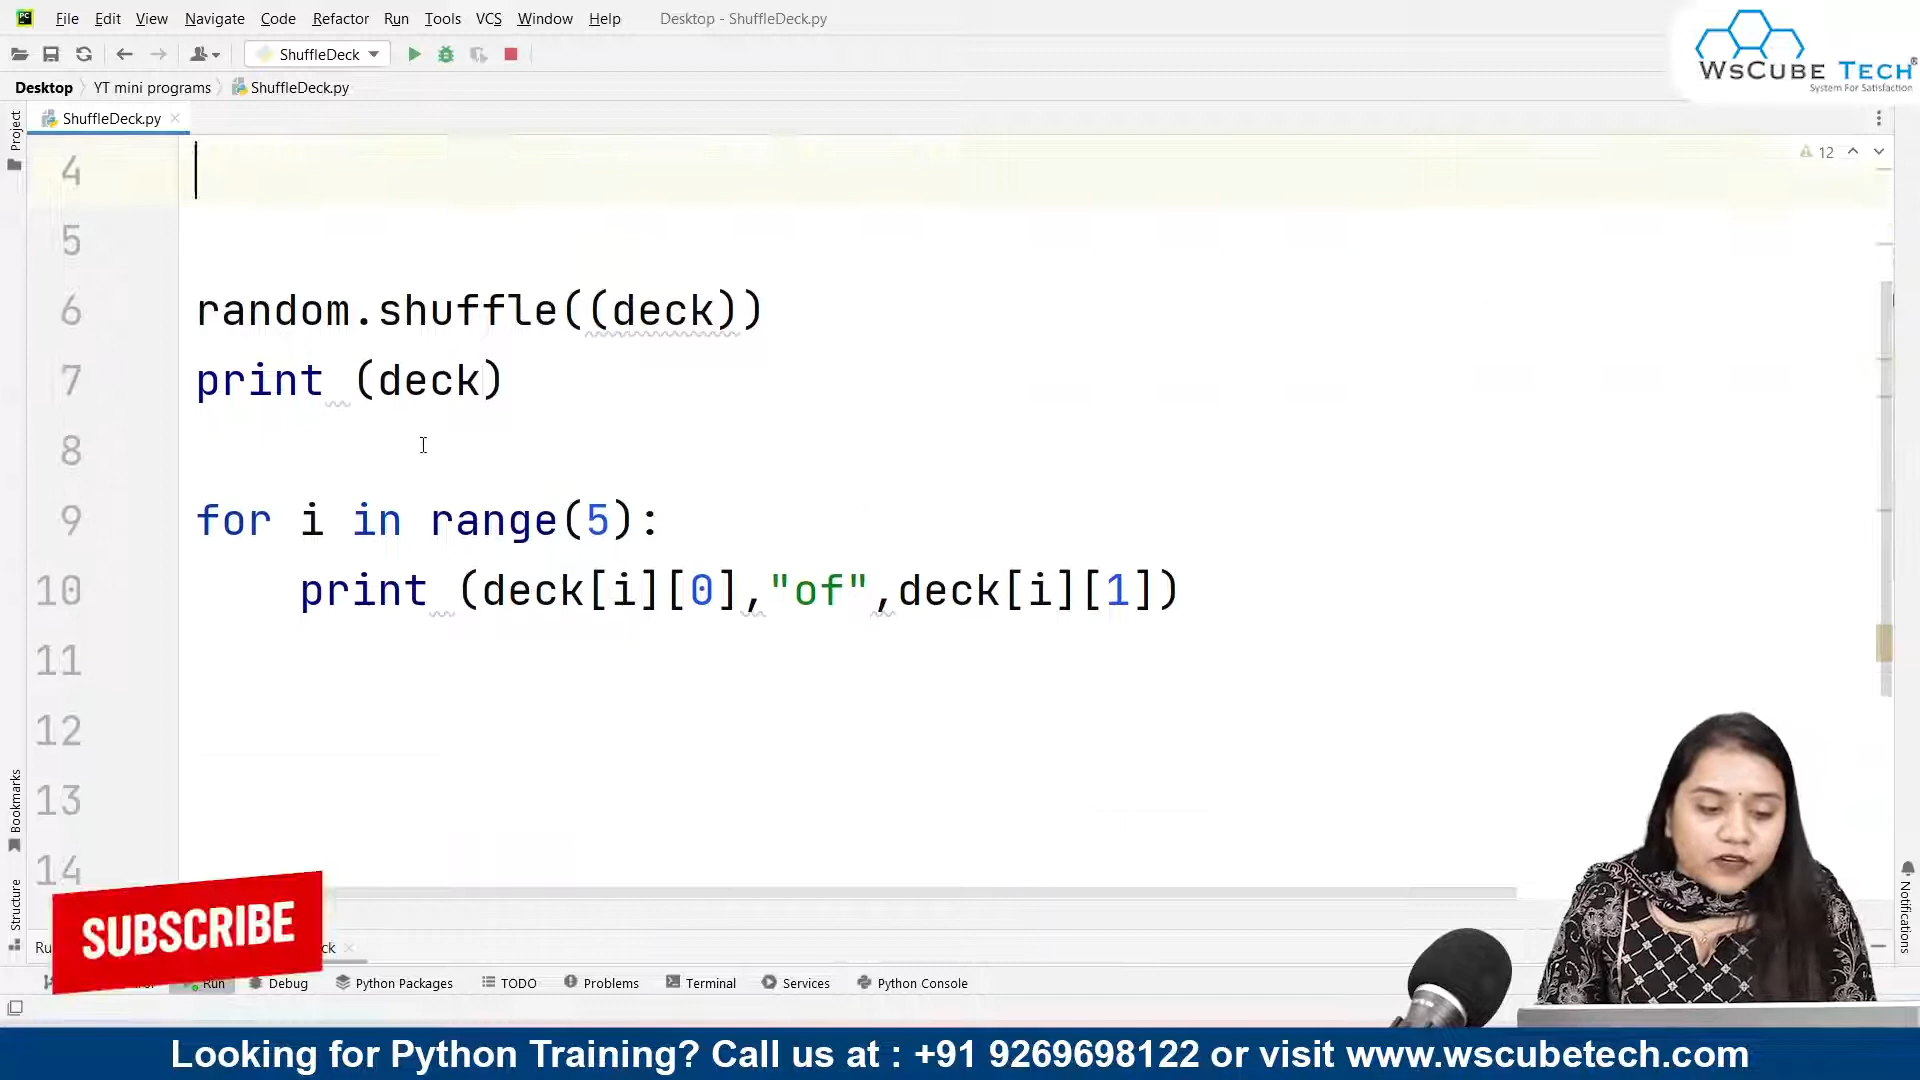 File Edit View Navigate Code Refactor Run Tools VCS Window Help Desktop - ShuffleDeck.py
WsCube Tech®
System For Satisfaction
ShuffleDeck
Desktop YT mini programs ShuffleDeck.py
Project
ShuffleDeck.py
12
4
5
6 random.shuffle((deck))
7 print (deck)
8
9 for i in range(5):
10 print (deck[i][0],"of",deck[i][1])
11
12
13
14
Bookmarks
Structure
Notifications
SUBSCRIBE
Run Debug Python Packages TODO Problems Terminal Services Python Console
Looking for Python Training? Call us at : +91 9269698122 or visit www.wscubetech.com